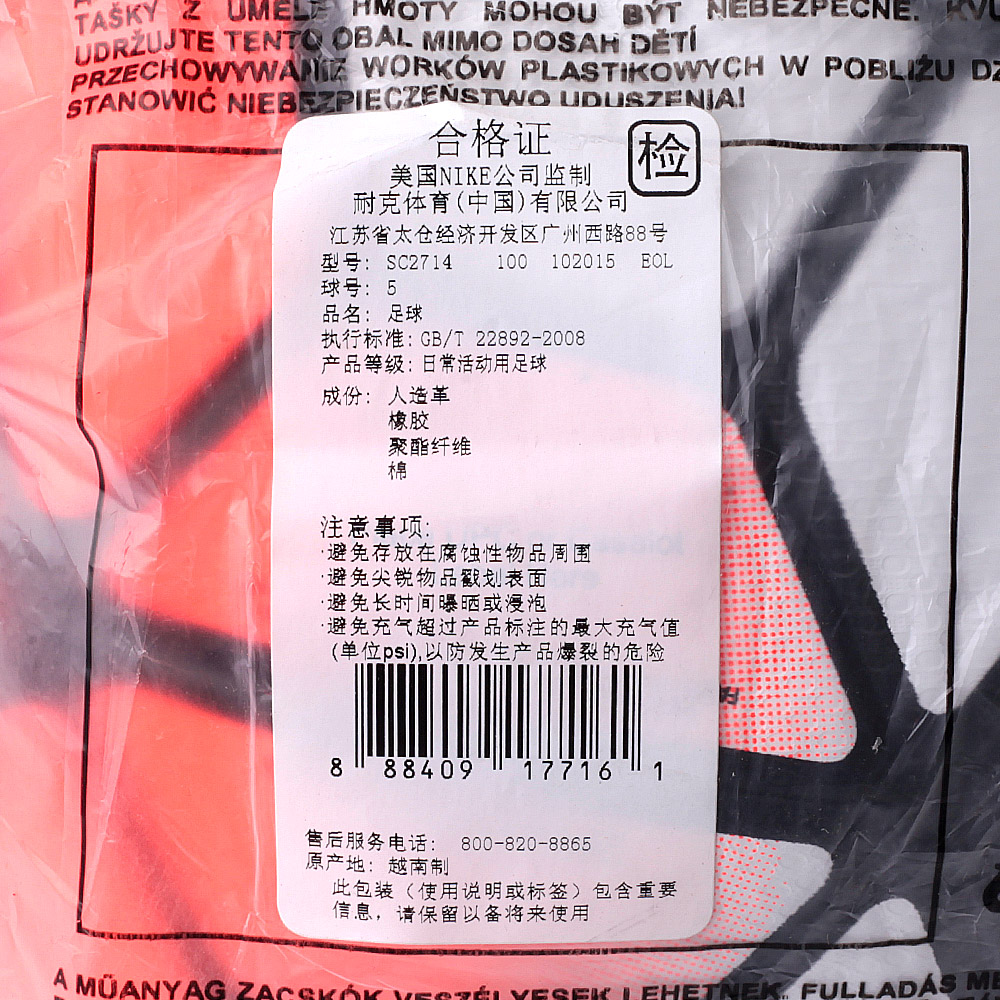 TAŠKY Z UMEL HMOTY MOHOU BÝT NEBEZPEČNÉ.
UDRŽUJTE TENTO OBAL MIMO DOSAH DĚTÍ
PRZECHOWYWANIE WORKÓW PLASTIKOWYCH W POBLIŻU
STANOWIĆ NIEBEZPIECZEŃSTWO UDUSZENIA!
合格证
检
美国NIKE公司监制
耐克体育(中国)有限公司
江苏省太仓经济开发区广州西路88号
型号: SC2714 100 102015 EOL
球号: 5
品名: 足球
执行标准:GB/T 22892-2008
产品等级:日常活动用足球
成份: 人造革
橡胶
聚酯纤维
棉
注意事项:
·避免存放在腐蚀性物品周围
·避免尖锐物品戳划表面
·避免长时间曝晒或浸泡
·避免充气超过产品标注的最大充气值
(单位psi),以防发生产品爆裂的危险
8 88409 17716 1
售后服务电话: 800-820-8865
原产地: 越南制
此包装（使用说明或标签）包含重要
信息，请保留以备将来使用
A MŰANYAG ZACSKÓK VESZÉLYESEK LEHETNEK. FULLADÁS